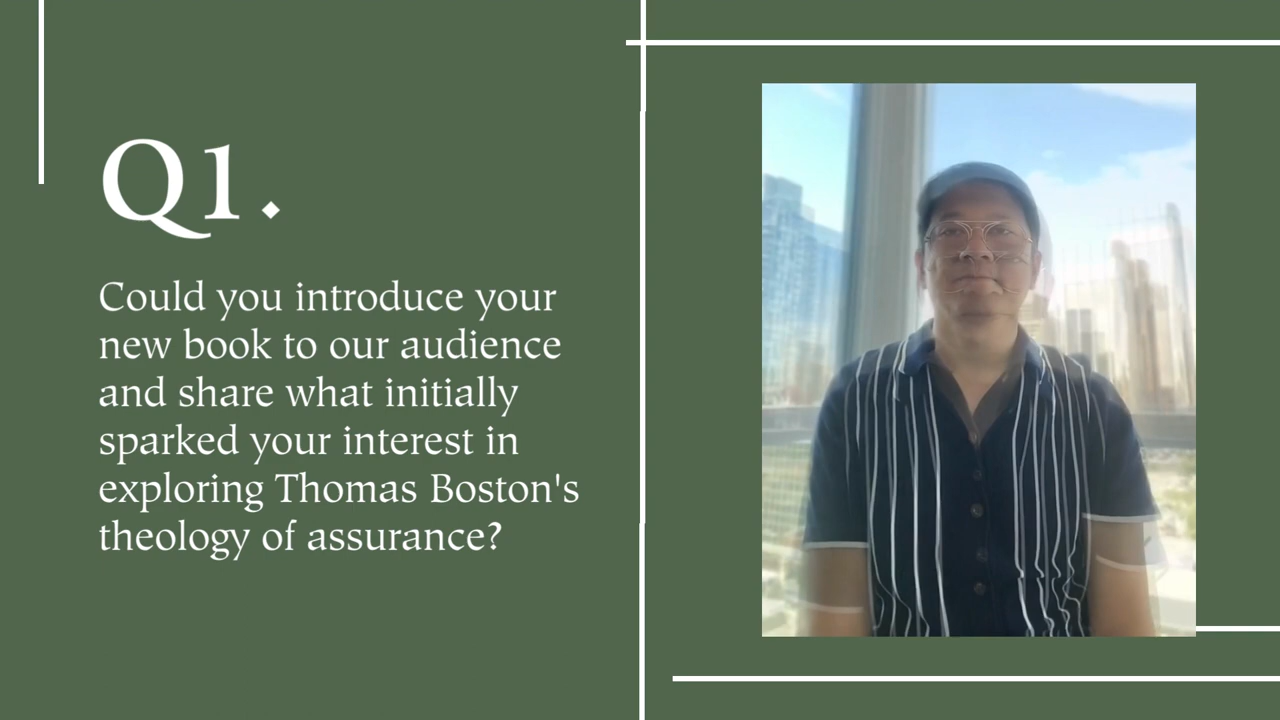 Q1.
Could you introduce your
new book to our audience
and share what initially
sparked your interest in
exploring Thomas Boston's
theology of assurance?